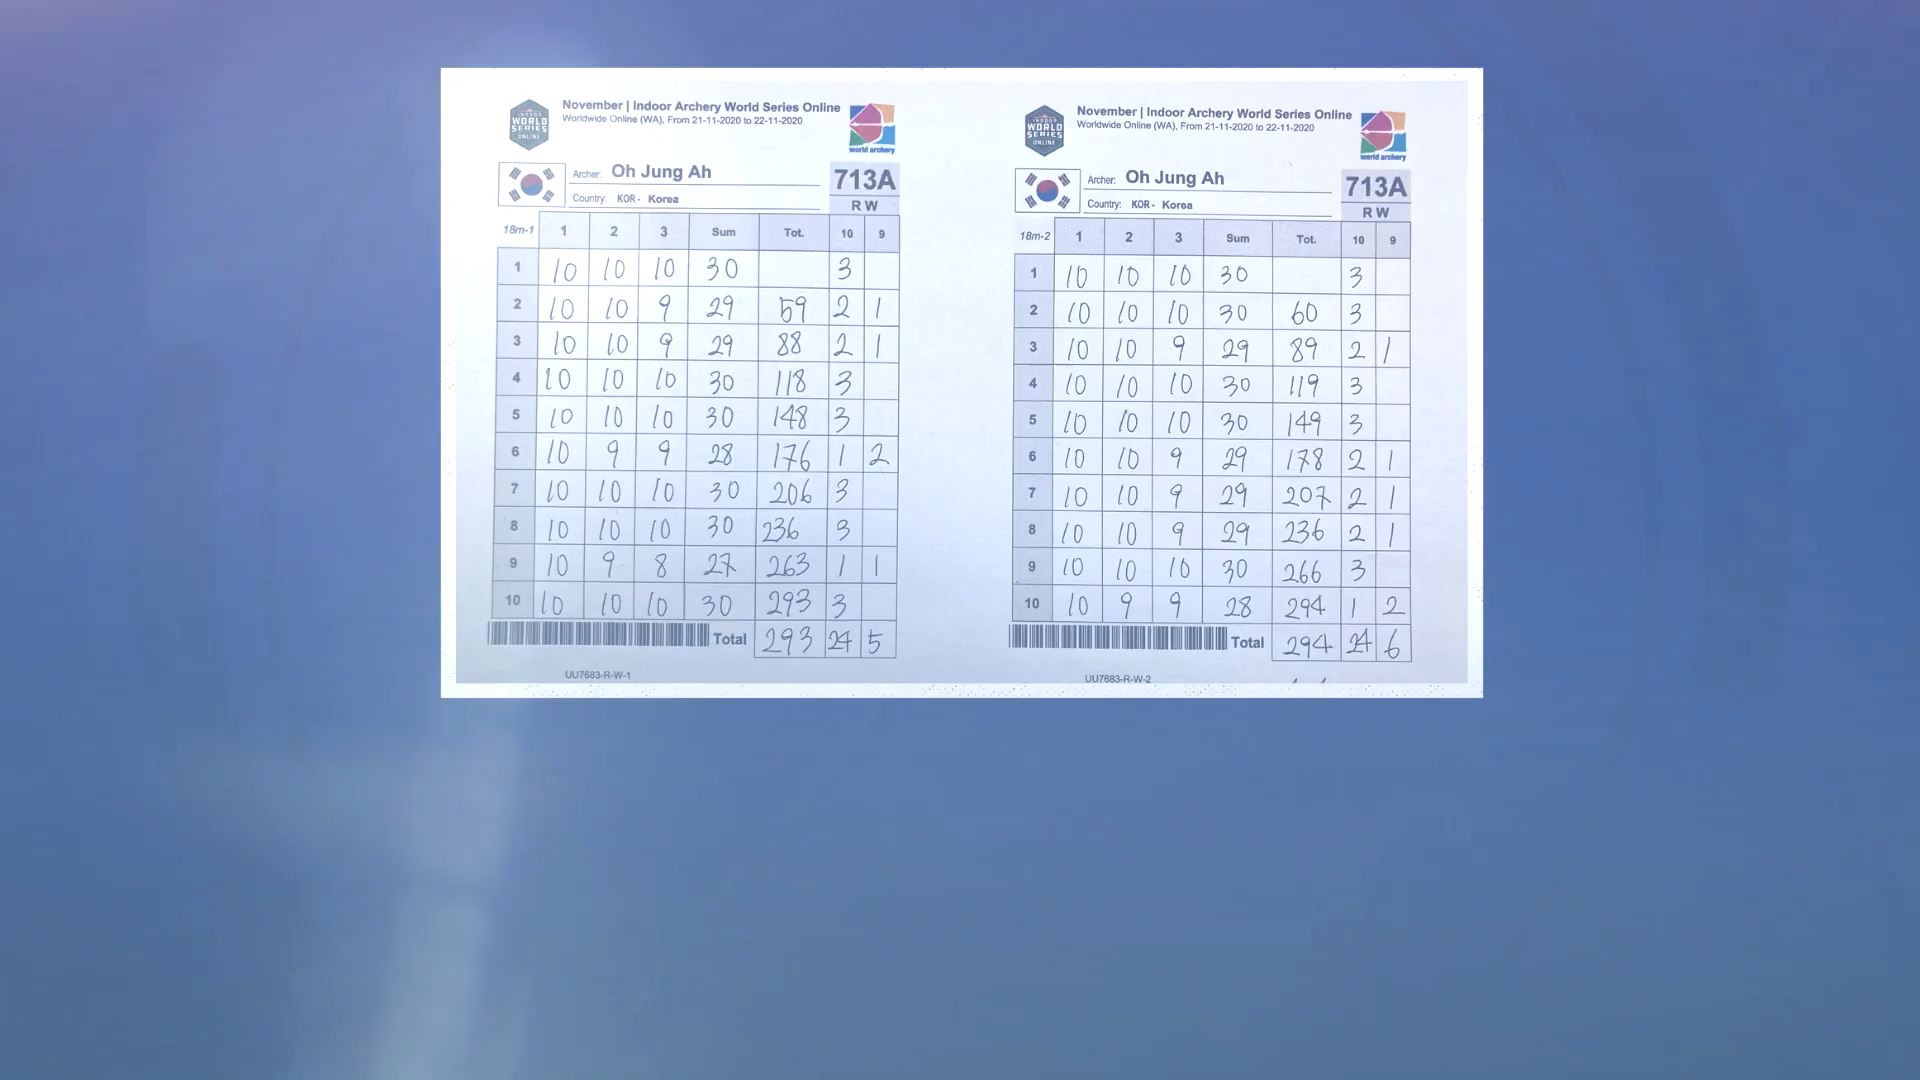 November | Indoor Archery World Series Online
Worldwide Online (WA), From 21-11-2020 to 22-11-2020
INDOOR
WORLD
SERIES
ONLINE
world archery
Archer: Oh Jung Ah
Country: KOR - Korea
713A
R W
18m-1 1 2 3 Sum Tot. 10 9
1 10 10 10 30 3
2 10 10 9 29 59 2 1
3 10 10 9 29 88 2 1
4 10 10 10 30 118 3
5 10 10 10 30 148 3
6 10 9 9 28 176 1 2
7 10 10 10 30 206 3
8 10 10 10 30 236 3
9 10 9 8 27 263 1 1
10 10 10 10 30 293 3
Total 293 24 5
UU7683-R-W-1
November | Indoor Archery World Series Online
Worldwide Online (WA), From 21-11-2020 to 22-11-2020
INDOOR
WORLD
SERIES
ONLINE
world archery
Archer: Oh Jung Ah
Country: KOR - Korea
713A
R W
18m-2 1 2 3 Sum Tot. 10 9
1 10 10 10 30 3
2 10 10 10 30 60 3
3 10 10 9 29 89 2 1
4 10 10 10 30 119 3
5 10 10 10 30 149 3
6 10 10 9 29 178 2 1
7 10 10 9 29 207 2 1
8 10 10 9 29 236 2 1
9 10 10 10 30 266 3
10 10 9 9 28 294 1 2
Total 294 24 6
UU7683-R-W-2